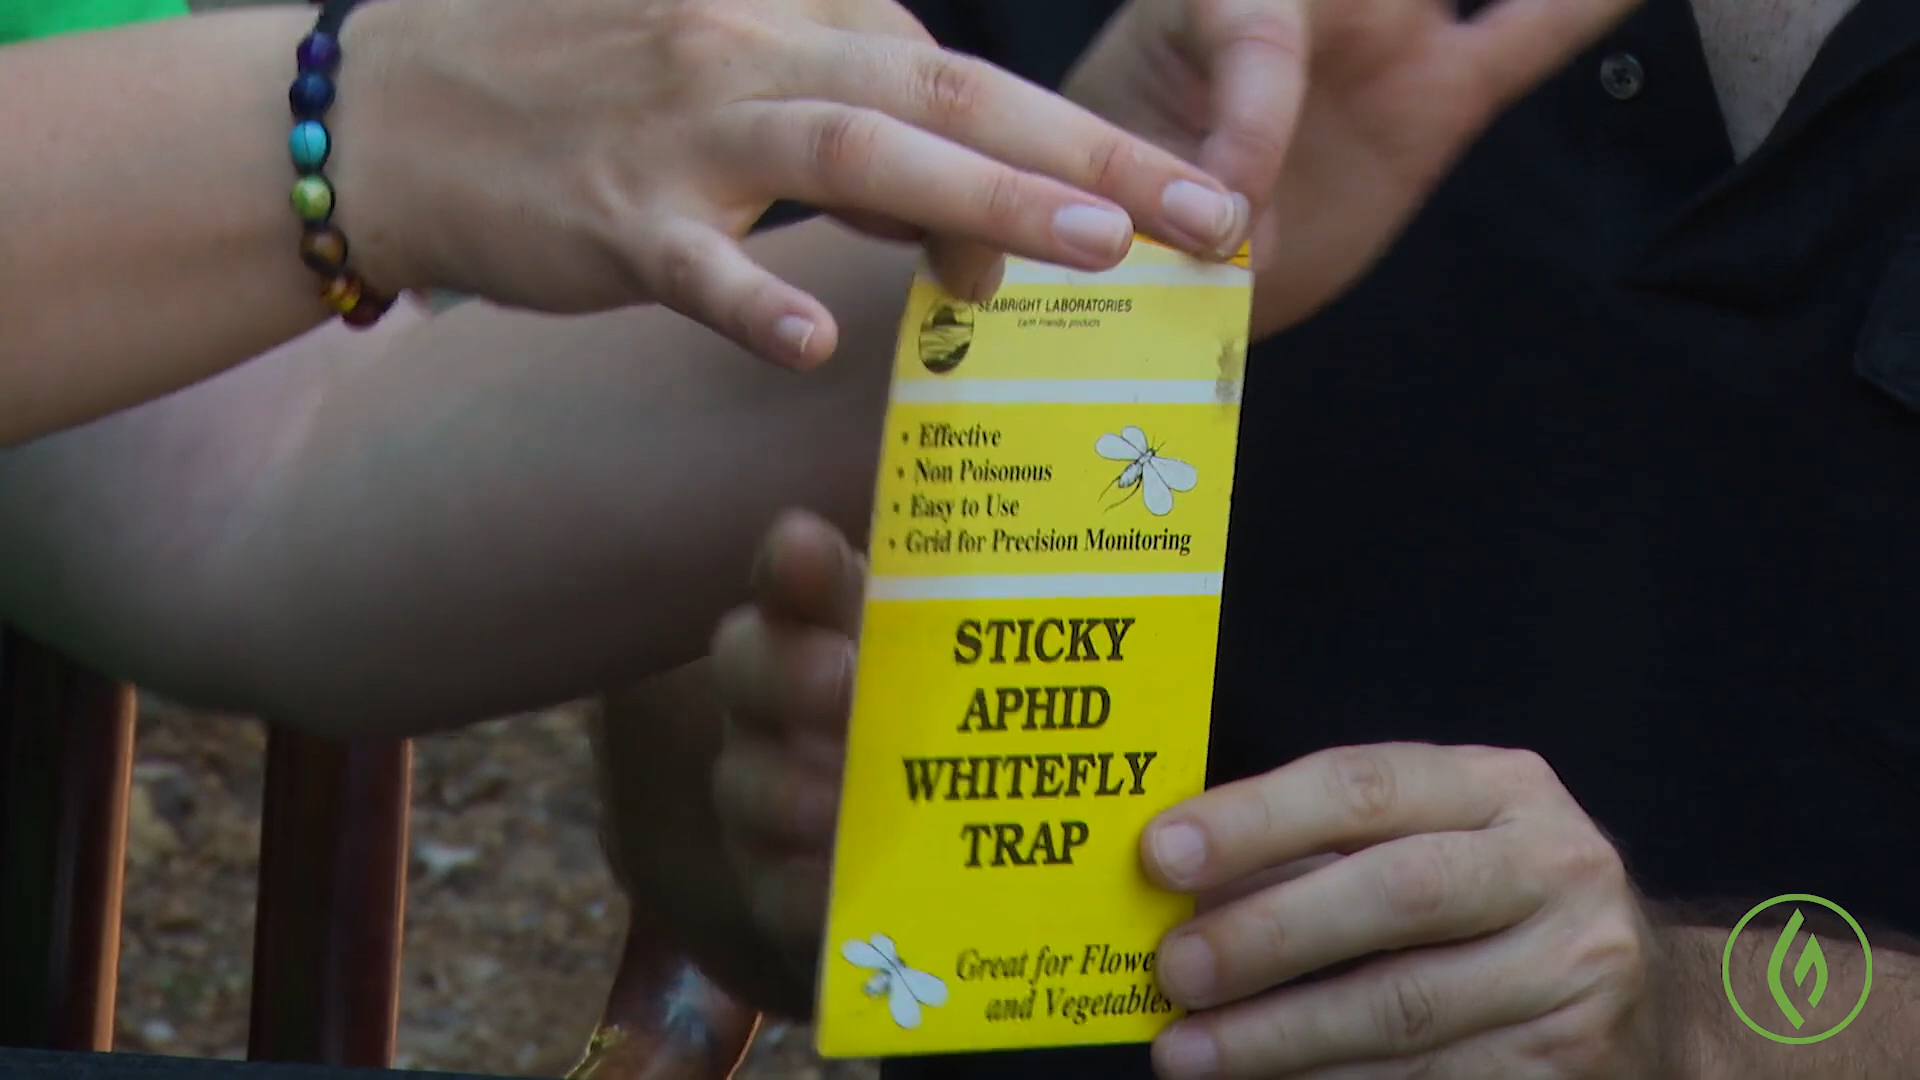 SEABRIGHT LABORATORIES
Earth Friendly products
• Effective
• Non Poisonous
• Easy to Use
• Grid for Precision Monitoring
STICKY
APHID
WHITEFLY
TRAP
Great for Flowe
and Vegetables